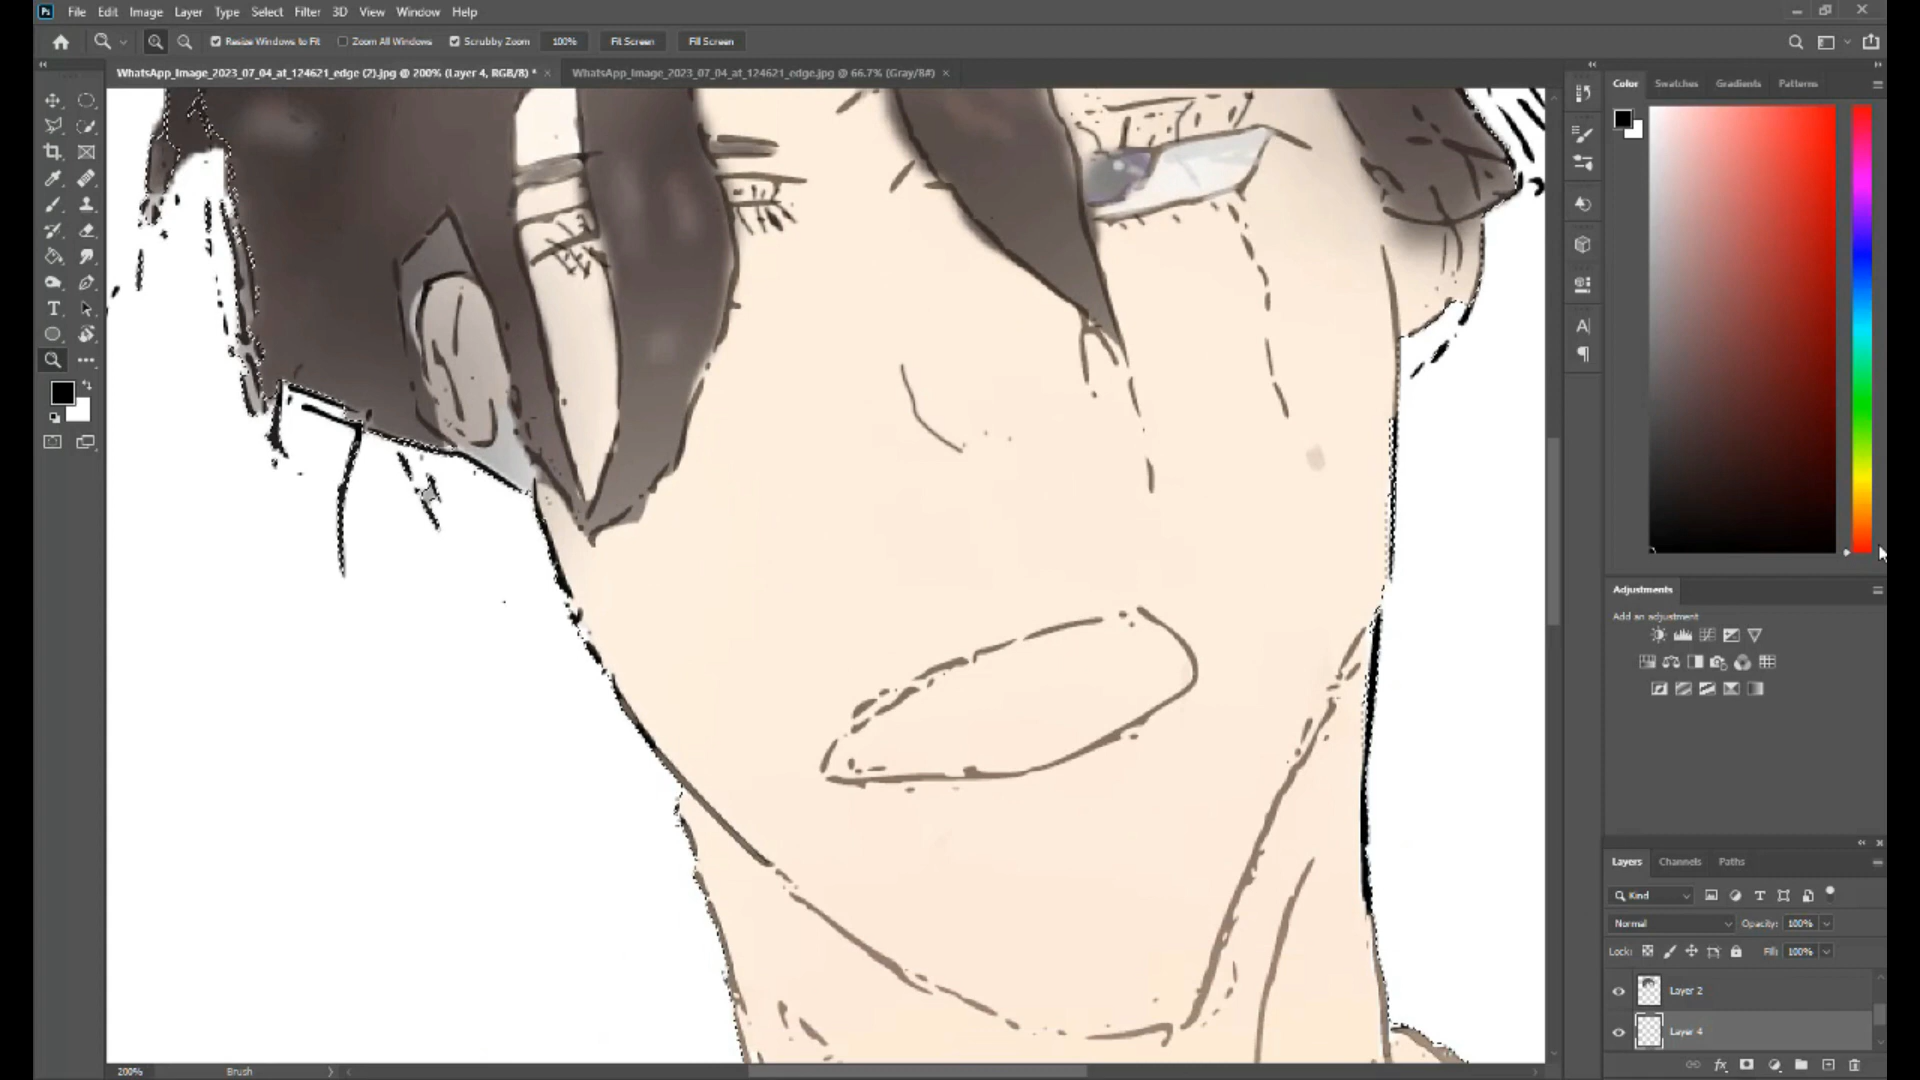 Ps File Edit Image Layer Type Select Filter 3D View Window Help
Resize Windows to Fit Zoom All Windows Scrubby Zoom 100% Fit Screen Fill Screen
WhatsApp_Image_2023_07_04_at_124621_edge (2).jpg @ 200% (Layer 4, RGB/8) * × WhatsApp_Image_2023_07_04_at_124621_edge.jpg @ 66.7% (Gray/8#) ×
Color Swatches Gradients Patterns
Adjustments
Add an adjustment
Layers Channels Paths
Kind
Normal Opacity: 100%
Lock: Fill: 100%
Layer 2
Layer 4
200% Brush